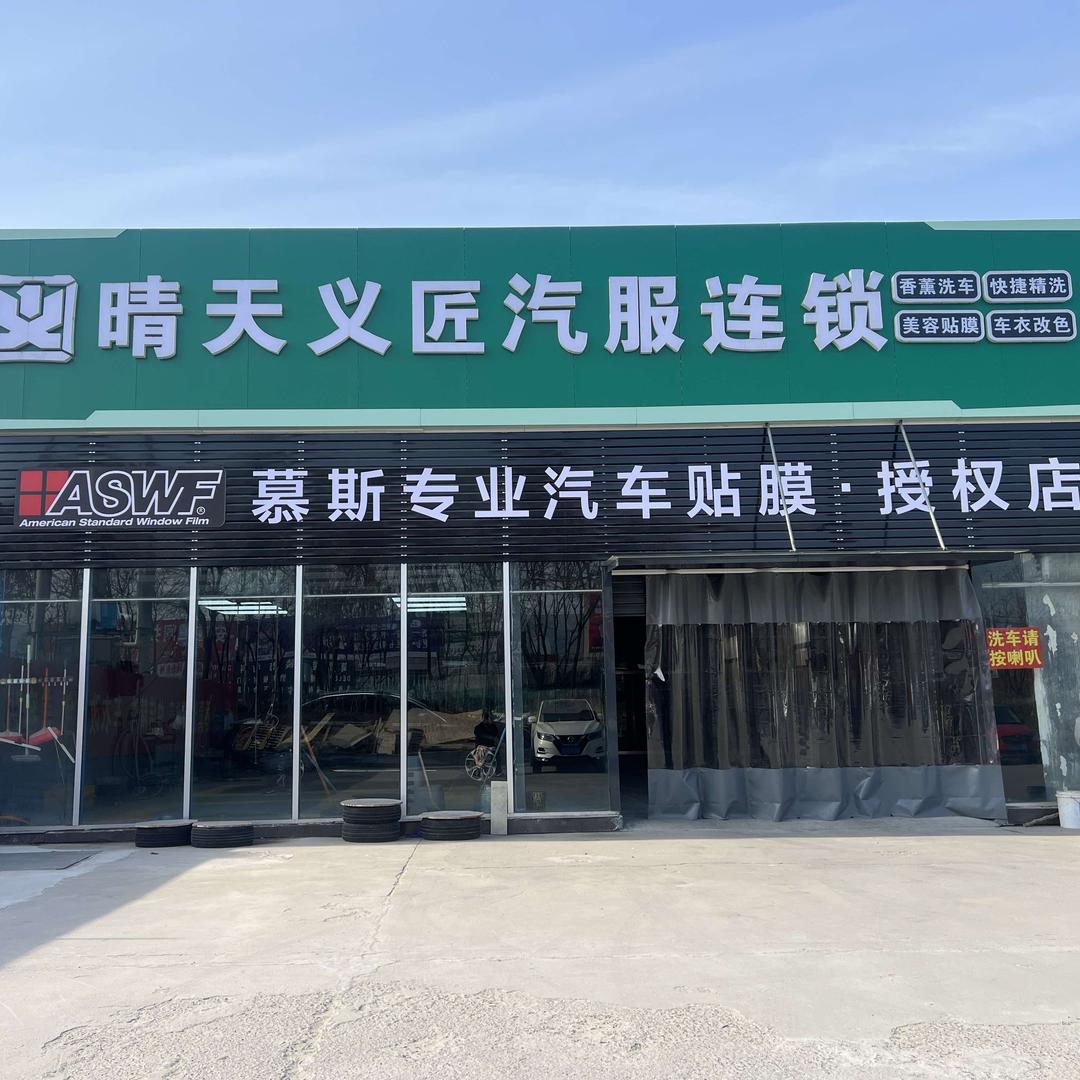 晴天义匠汽服连锁
香薰洗车 快捷精洗
美容贴膜 车衣改色
ASWF®
American Standard Window Film
慕斯专业汽车贴膜·授权店
洗车请
按喇叭